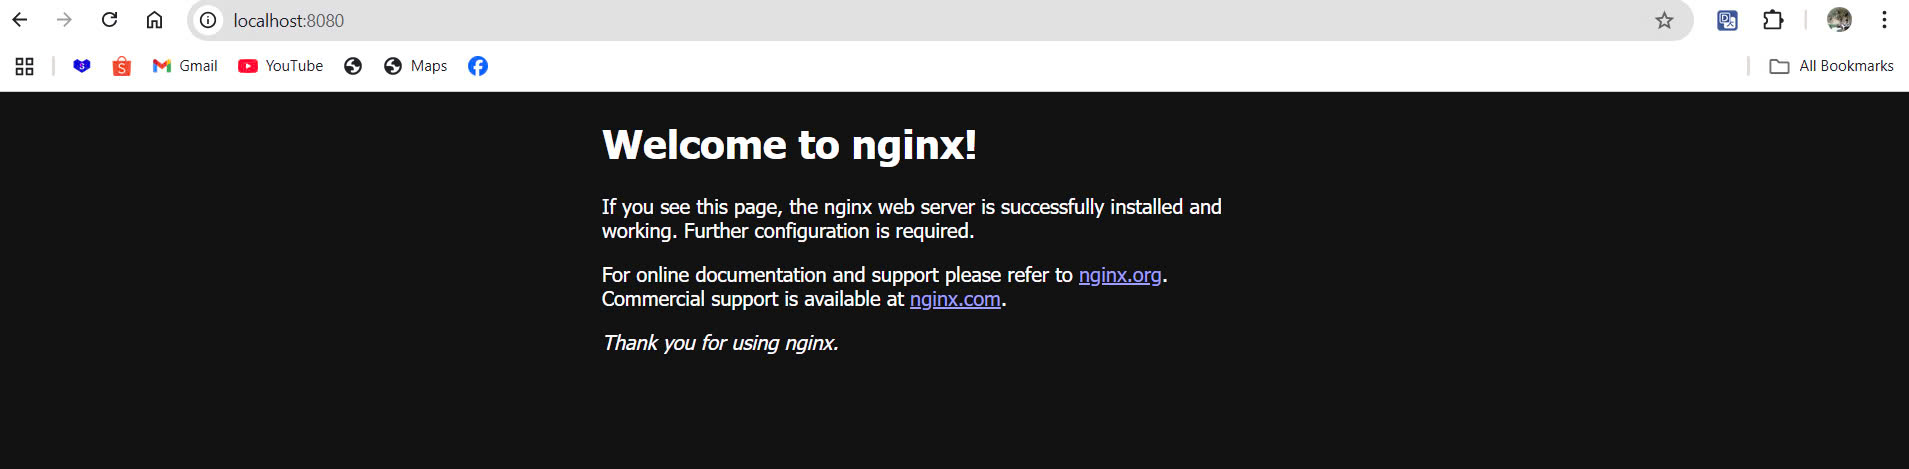 localhost:8080
Gmail
YouTube
Maps
All Bookmarks
Welcome to nginx!
If you see this page, the nginx web server is successfully installed and
working. Further configuration is required.
For online documentation and support please refer to nginx.org.
Commercial support is available at nginx.com.
Thank you for using nginx.